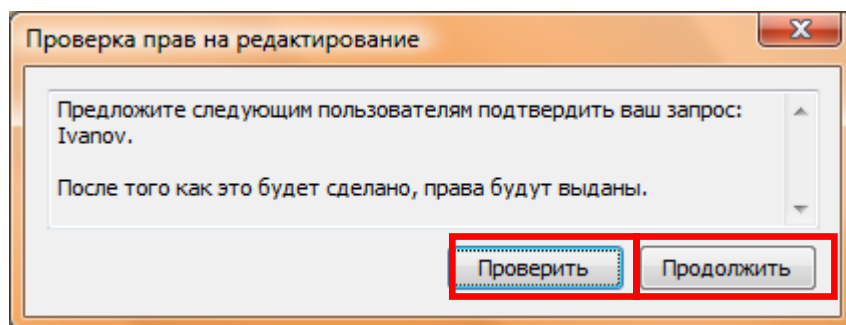 Проверка прав на редактирование
Предложите следующим пользователям подтвердить ваш запрос:
Ivanov.
После того как это будет сделано, права будут выданы.
Проверить Продолжить